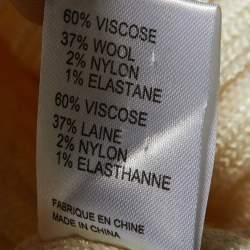 60% VISCOSE
37% WOOL
2% NYLON
1% ELASTANE
60% VISCOSE
37% LAINE
2% NYLON
1% ELASTHANNE
FABRIQUE EN CHINE
MADE IN CHINA